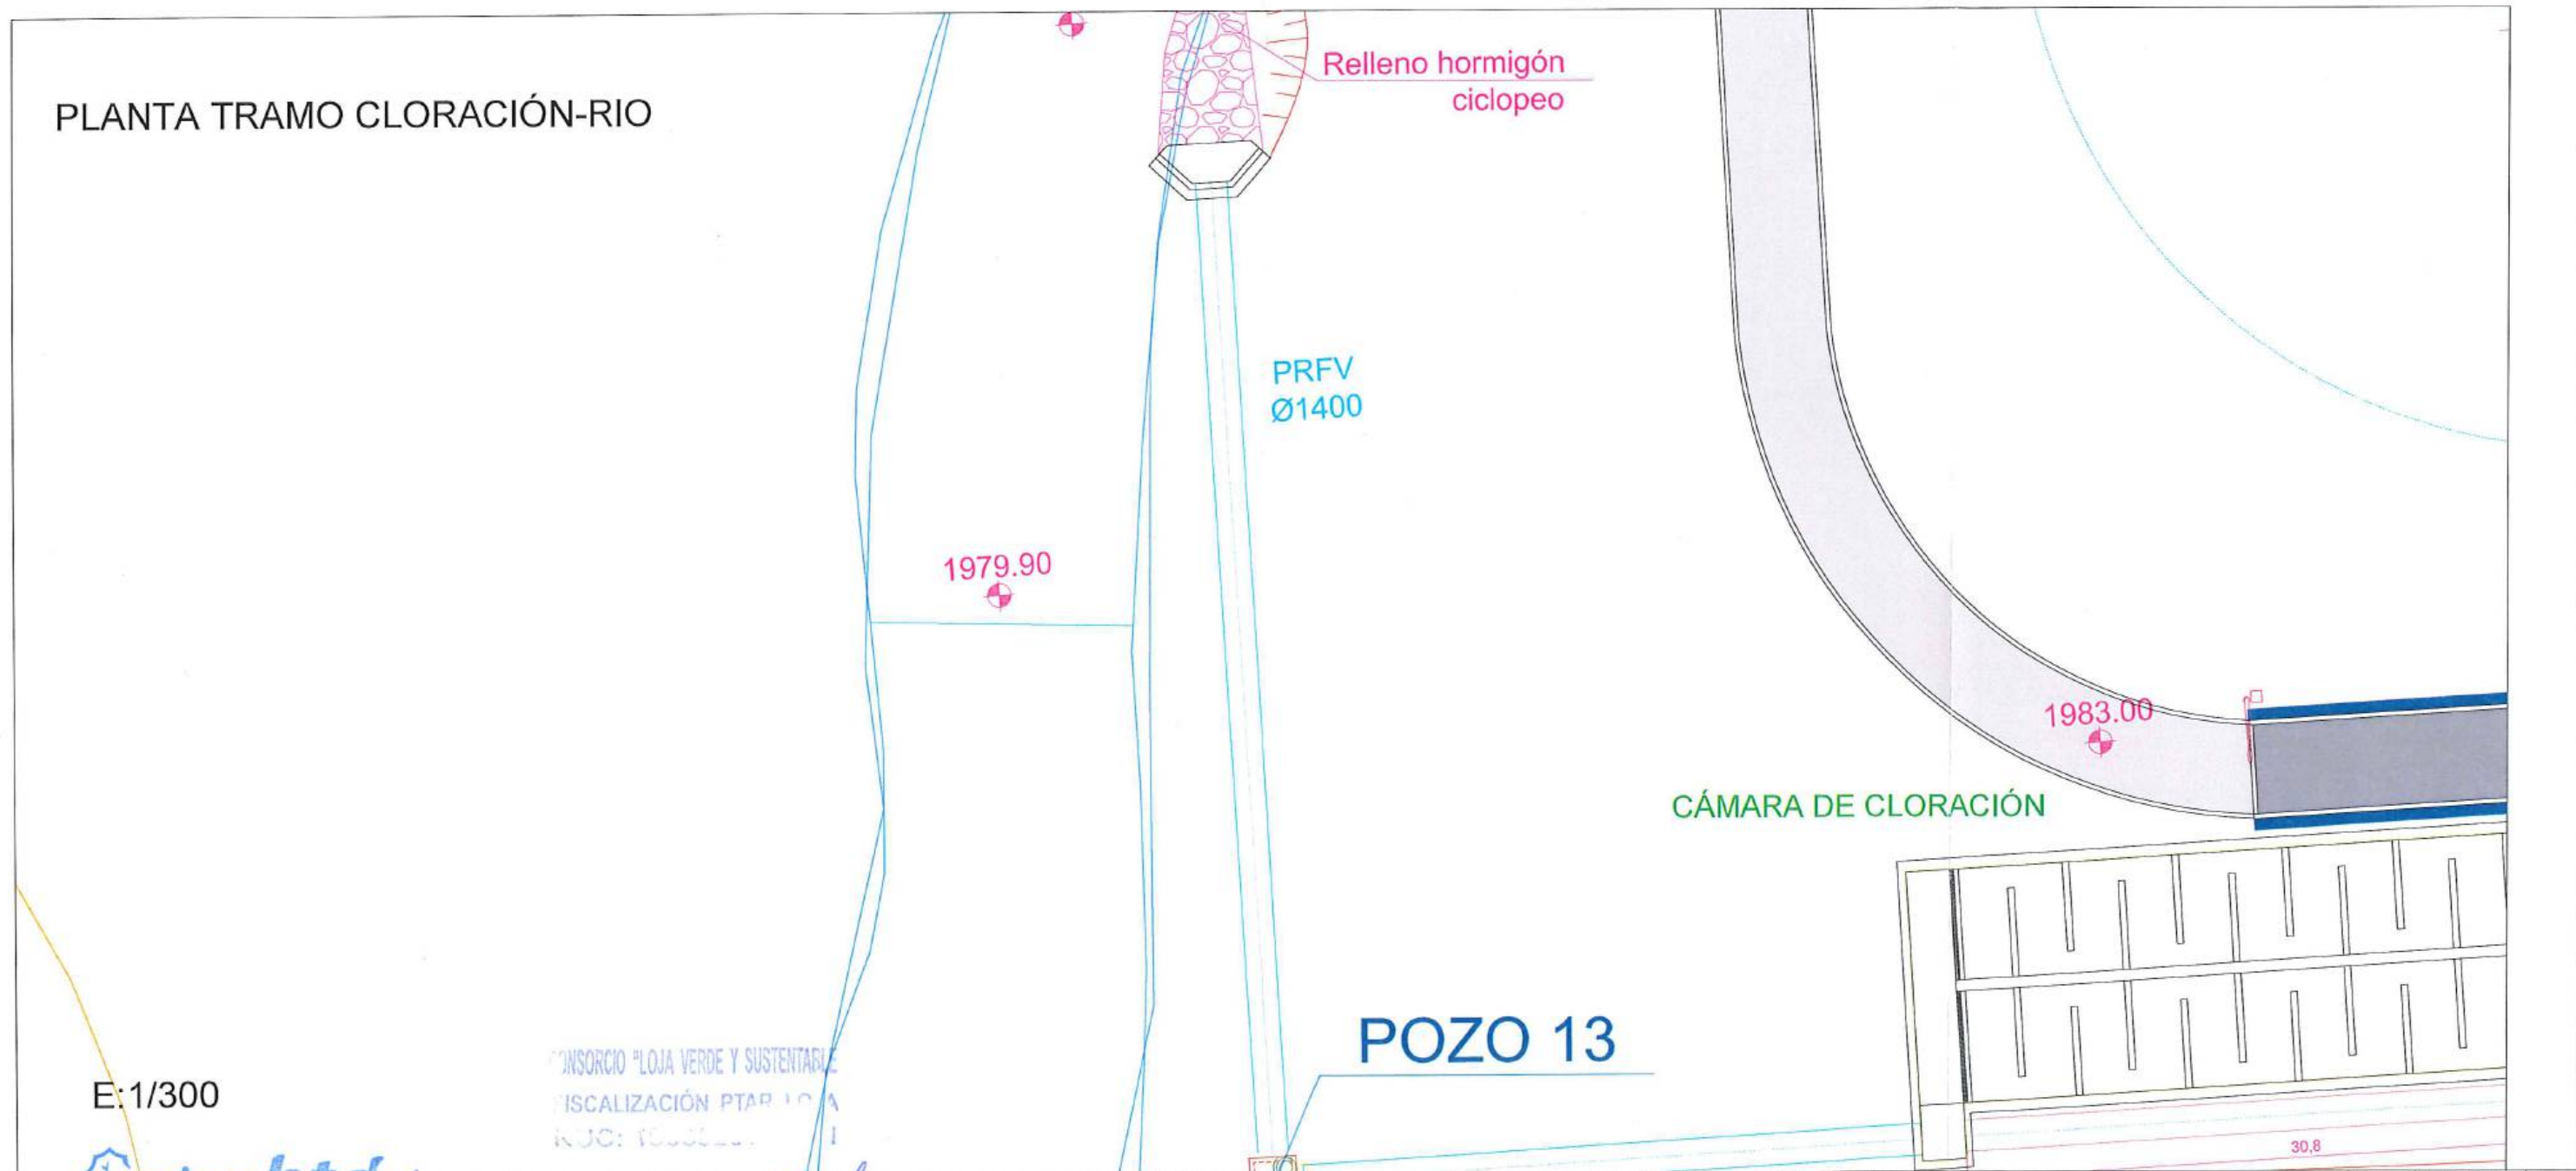 PLANTA TRAMO CLORACIÓN-RIO
Relleno hormigón
ciclopeo
PRFV
Ø1400
1979.90
1983.00
CÁMARA DE CLORACIÓN
POZO 13
E:1/300
"LOJA VERDE Y SUSTENTABLE
PTAR
30,8